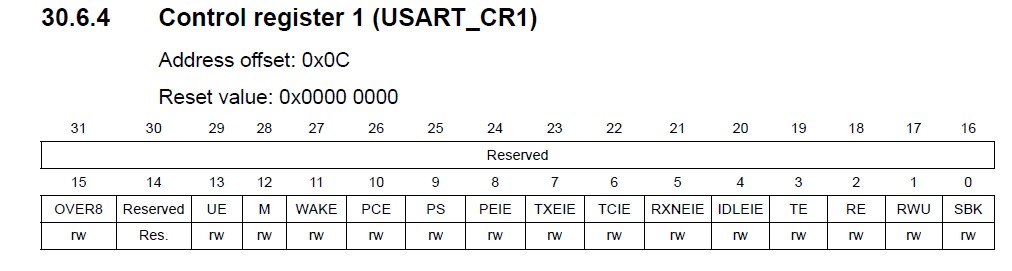 30.6.4 Control register 1 (USART_CR1)
Address offset: 0x0C
Reset value: 0x0000 0000
31 30 29 28 27 26 25 24 23 22 21 20 19 18 17 16
Reserved
15 14 13 12 11 10 9 8 7 6 5 4 3 2 1 0
OVER8 Reserved UE M WAKE PCE PS PEIE TXEIE TCIE RXNEIE IDLEIE TE RE RWU SBK
rw Res. rw rw rw rw rw rw rw rw rw rw rw rw rw rw